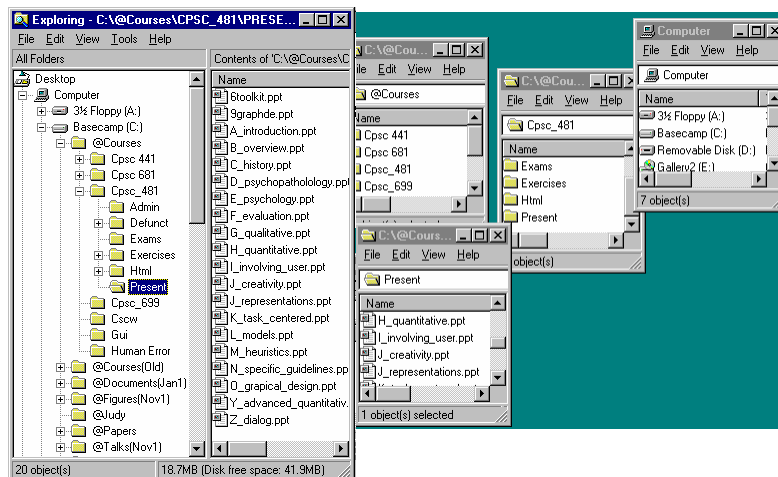 Exploring - C:\@Courses\CPSC_481\PRESE...
File Edit View Tools Help
All Folders
Contents of 'C:\@Courses\C
Name
Desktop
Computer
3½ Floppy (A:)
Basecamp (C:)
@Courses
Cpsc 441
Cpsc 681
Cpsc_481
Admin
Defunct
Exams
Exercises
Html
Present
Cpsc_699
Cscw
Gui
Human Error
@Courses(Old)
@Documents(Jan1)
@Figures(Nov1)
@Judy
@Papers
@Talks(Nov1)
6toolkit.ppt
9graphde.ppt
A_introduction.ppt
B_overview.ppt
C_history.ppt
D_psychopatholology.ppt
E_psychology.ppt
F_evaluation.ppt
G_qualitative.ppt
H_quantitative.ppt
I_involving_user.ppt
J_creativity.ppt
J_representations.ppt
K_task_centered.ppt
L_models.ppt
M_heuristics.ppt
N_specific_guidelines.pp
O_grapical_design.ppt
Y_advanced_quantitativ.
Z_dialog.ppt
20 object(s)
18.7MB (Disk free space: 41.9MB)
C:\@Cou...
File Edit View Help
@Courses
Name
Cpsc 441
Cpsc 681
Cpsc_481
Cpsc_699
C:\@Cou...
File Edit View Help
Cpsc_481
Name
Exams
Exercises
Html
Present
object(s)
Computer
File Edit View Help
Computer
Name
3½ Floppy (A:)
Basecamp (C:)
Removable Disk (D:)
Gallery2 (E:)
7 object(s)
C:\@Cours...
File Edit View Help
Present
Name
H_quantitative.ppt
I_involving_user.ppt
J_creativity.ppt
J_representations.ppt
1 object(s) selected